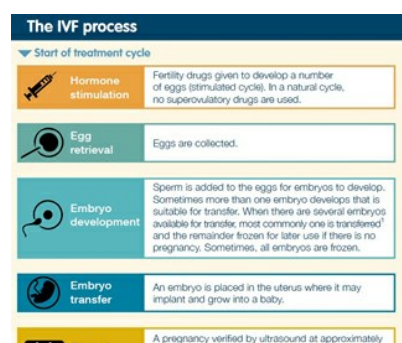 The IVF process
Start of treatment cycle
Hormone
stimulation
Fertility drugs given to develop a number
of eggs (stimulated cycle). In a natural cycle,
no superovulatory drugs are used.
Egg
retrieval
Eggs are collected.
Embryo
development
Sperm is added to the eggs for embryos to develop.
Sometimes more than one embryo develops that is
suitable for transfer. When there are several embryos
available for transfer, most commonly one is transferred¹
and the remainder frozen for later use if there is no
pregnancy. Sometimes, all embryos are frozen.
Embryo
transfer
An embryo is placed in the uterus where it may
implant and grow into a baby.
A pregnancy verified by ultrasound at approximately